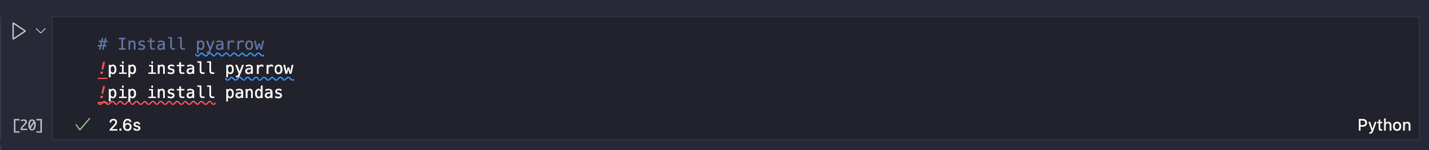 # Install pyarrow
!pip install pyarrow
!pip install pandas
[20] 2.6s Python